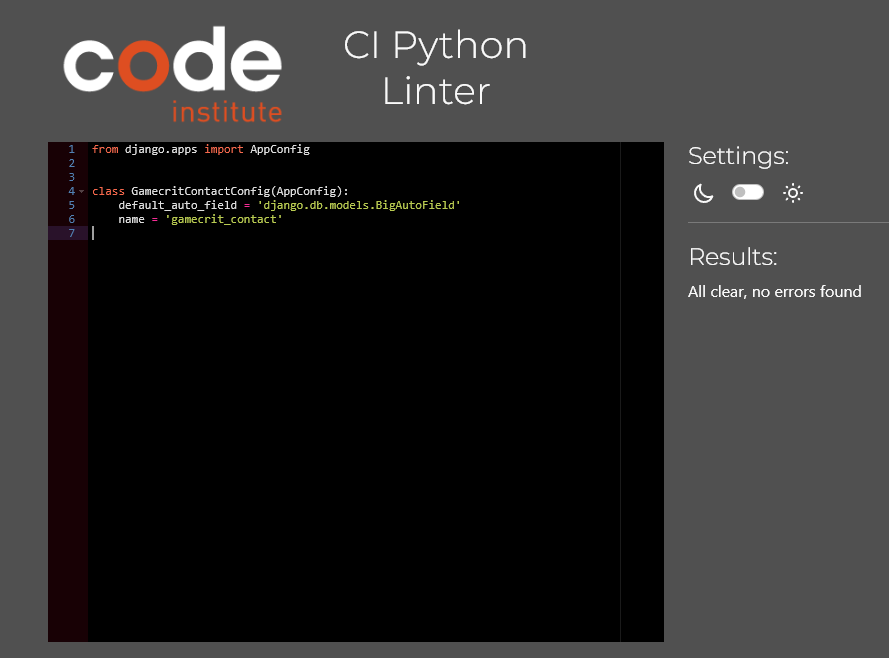 code
institute
CI Python
Linter
1 from django.apps import AppConfig
2
3
4 class GamecritContactConfig(AppConfig):
5     default_auto_field = 'django.db.models.BigAutoField'
6     name = 'gamecrit_contact'
7
Settings:
Results:
All clear, no errors found